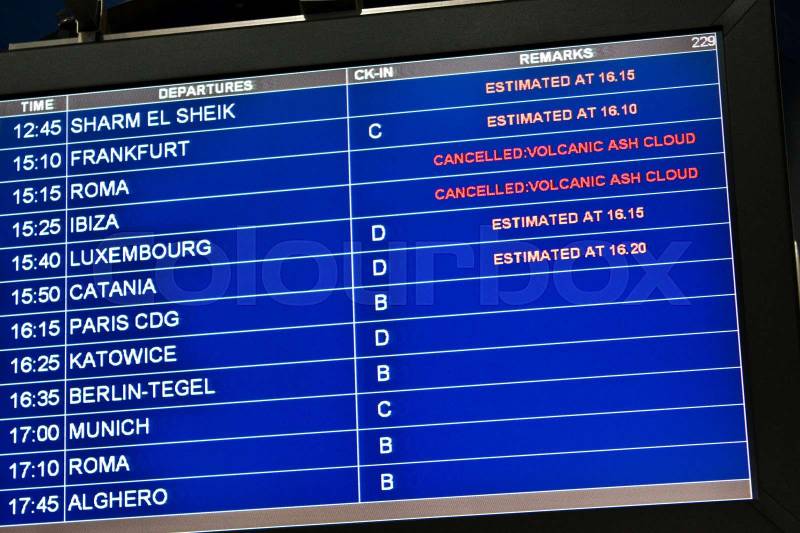 229
TIME DEPARTURES CK-IN REMARKS
12:45 SHARM EL SHEIK ESTIMATED AT 16.15
15:10 FRANKFURT C ESTIMATED AT 16.10
15:15 ROMA CANCELLED:VOLCANIC ASH CLOUD
15:25 IBIZA CANCELLED:VOLCANIC ASH CLOUD
15:40 LUXEMBOURG D ESTIMATED AT 16.15
15:50 CATANIA D ESTIMATED AT 16.20
16:15 PARIS CDG B
16:25 KATOWICE D
16:35 BERLIN-TEGEL B
17:00 MUNICH C
17:10 ROMA B
17:45 ALGHERO B
colourbox